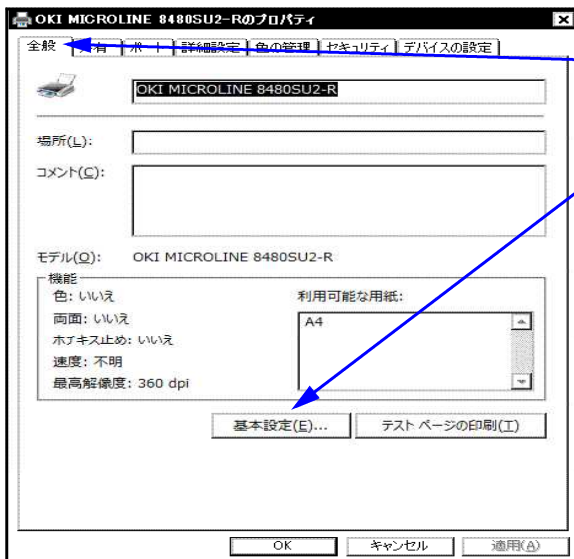 OKI MICROLINE 8480SU2-Rのプロパティ
全般 共有 ポート 詳細設定 色の管理 セキュリティ デバイスの設定
OKI MICROLINE 8480SU2-R
場所(L):
コメント(C):
モデル(O): OKI MICROLINE 8480SU2-R
機能
色: いいえ 利用可能な用紙:
両面: いいえ A4
ホチキス止め: いいえ
速度: 不明
最高解像度: 360 dpi
基本設定(E)... テスト ページの印刷(T)
OK キャンセル 適用(A)